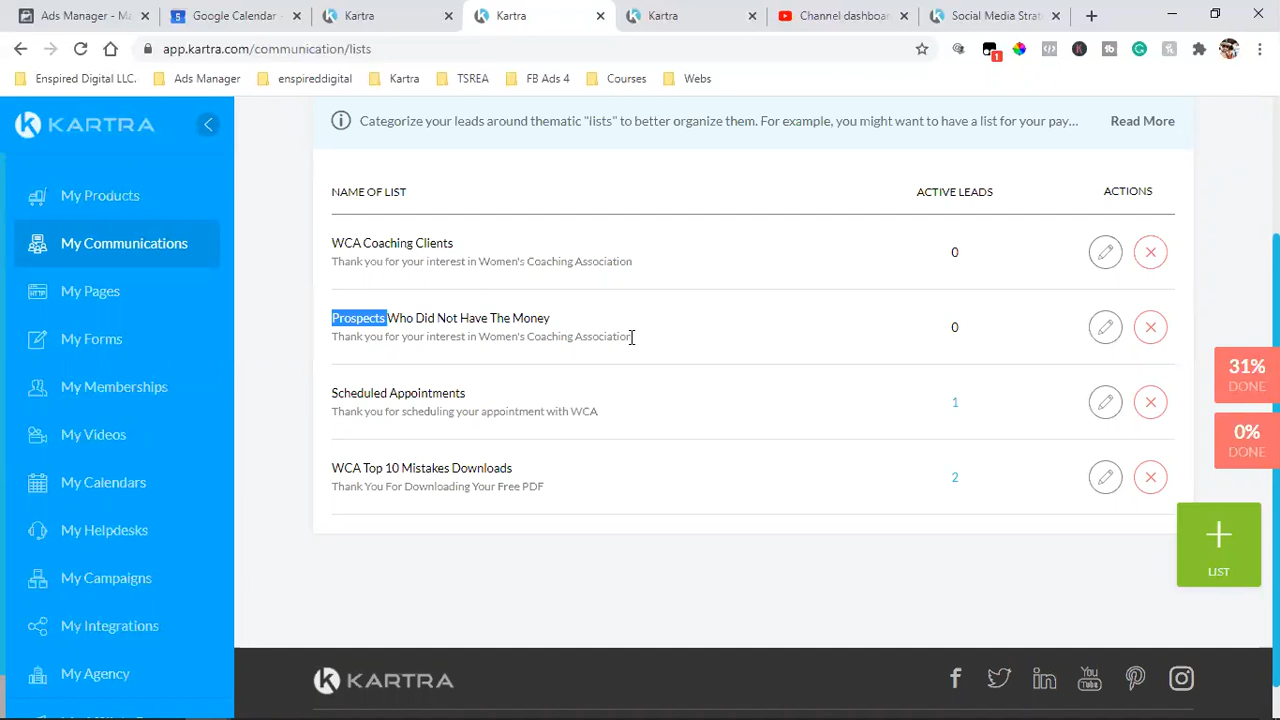 Ads Manager - Ma
Google Calendar
Kartra
Kartra
Kartra
Channel dashboa
Social Media Strat
app.kartra.com/communication/lists
1
Enspired Digital LLC.
Ads Manager
enspireddigital
Kartra
TSREA
FB Ads 4
Courses
Webs
K KARTRA
Categorize your leads around thematic "lists" to better organize them. For example, you might want to have a list for your pay...
Read More
My Products
My Communications
My Pages
My Forms
My Memberships
My Videos
My Calendars
My Helpdesks
My Campaigns
My Integrations
My Agency
NAME OF LIST
ACTIVE LEADS
ACTIONS
WCA Coaching Clients
Thank you for your interest in Women's Coaching Association
0
Prospects Who Did Not Have The Money
Thank you for your interest in Women's Coaching Association
0
Scheduled Appointments
Thank you for scheduling your appointment with WCA
1
WCA Top 10 Mistakes Downloads
Thank You For Downloading Your Free PDF
2
31%
DONE
0%
DONE
LIST
K KARTRA
You
Tube